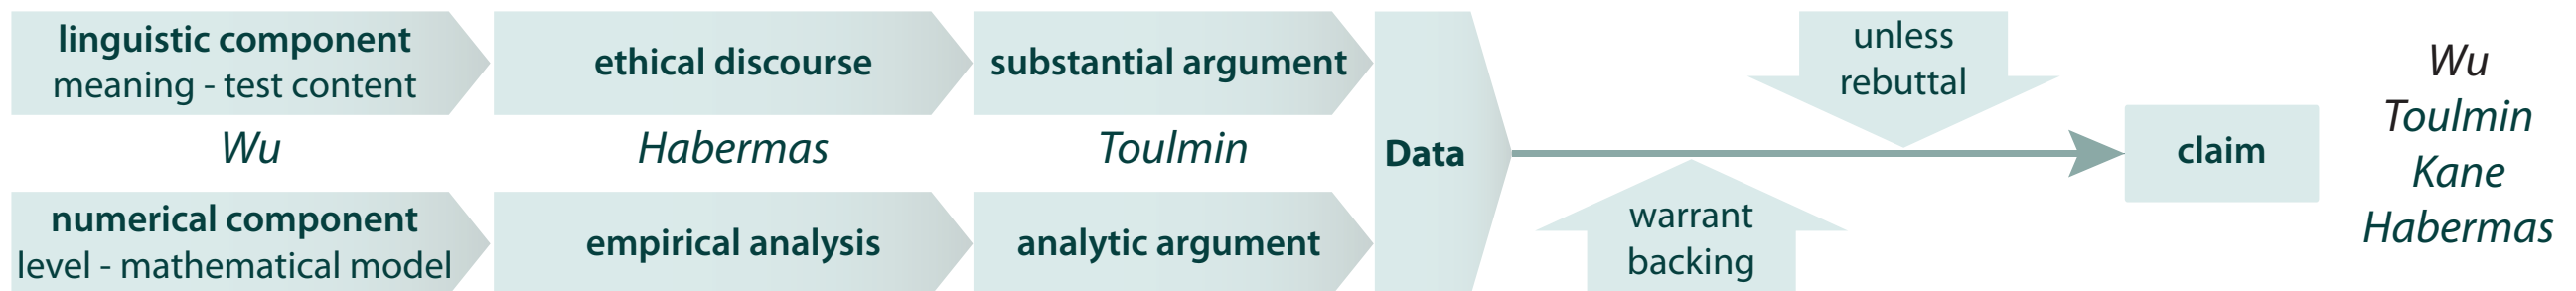 linguistic component
meaning - test content
ethical discourse
substantial argument
unless
rebuttal
Wu
Habermas
Toulmin
Data
claim
Wu
Toulmin
Kane
Habermas
numerical component
level - mathematical model
empirical analysis
analytic argument
warrant
backing